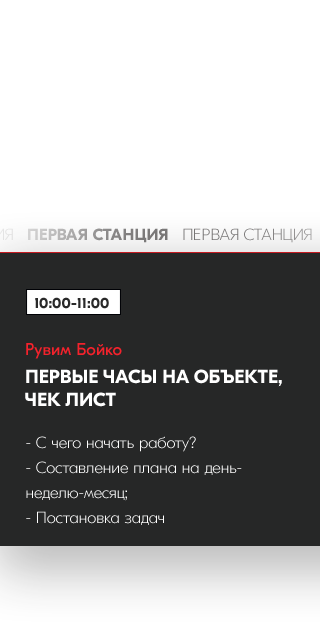 ИЯ ПЕРВАЯ СТАНЦИЯ ПЕРВАЯ СТАНЦИЯ
10:00-11:00
Рувим Бойко
ПЕРВЫЕ ЧАСЫ НА ОБЪЕКТЕ,
ЧЕК ЛИСТ
- С чего начать работу?
- Составление плана на день-
неделю-месяц;
- Постановка задач